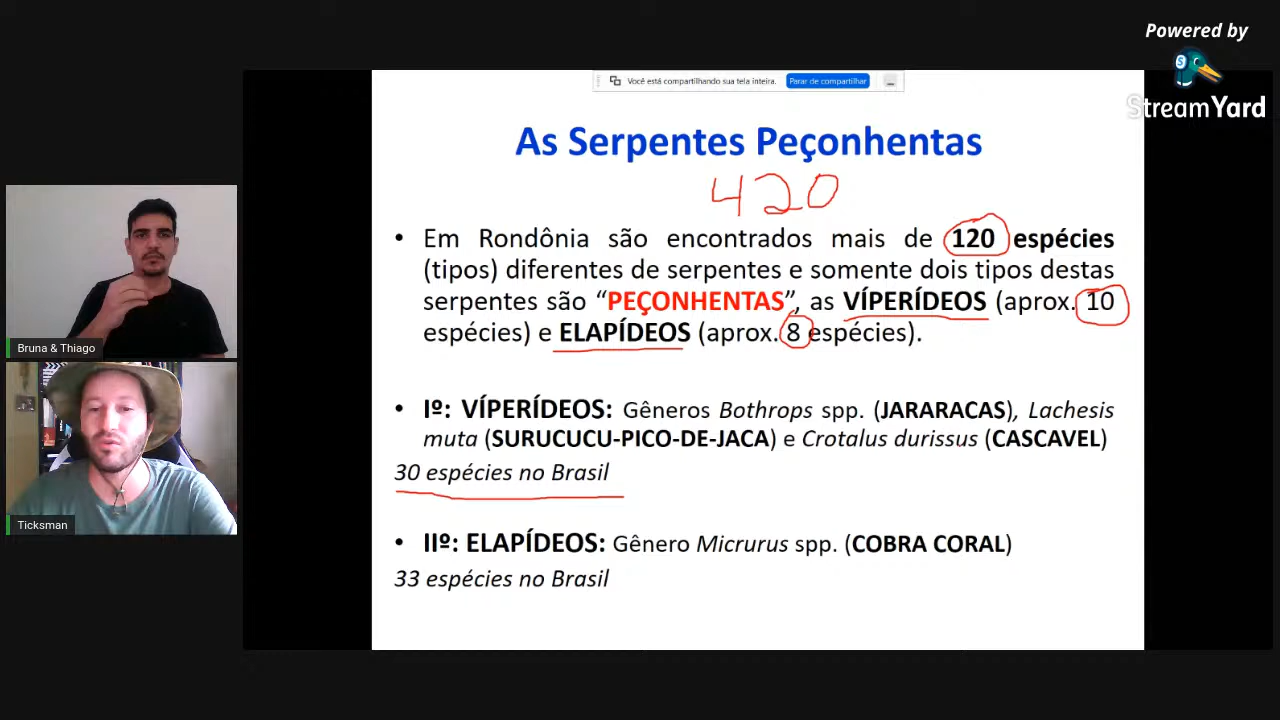 Powered by
StreamYard
Você está compartilhando sua tela inteira. Parar de compartilhar
As Serpentes Peçonhentas
420
• Em Rondônia são encontrados mais de 120 espécies
(tipos) diferentes de serpentes e somente dois tipos destas
serpentes são “PEÇONHENTAS”, as VÍPERÍDEOS (aprox. 10
espécies) e ELAPÍDEOS (aprox. 8 espécies).
• Iº: VÍPERÍDEOS: Gêneros Bothrops spp. (JARARACAS), Lachesis
muta (SURUCUCU-PICO-DE-JACA) e Crotalus durissus (CASCAVEL)
30 espécies no Brasil
• IIº: ELAPÍDEOS: Gênero Micrurus spp. (COBRA CORAL)
33 espécies no Brasil
Bruna & Thiago
Ticksman